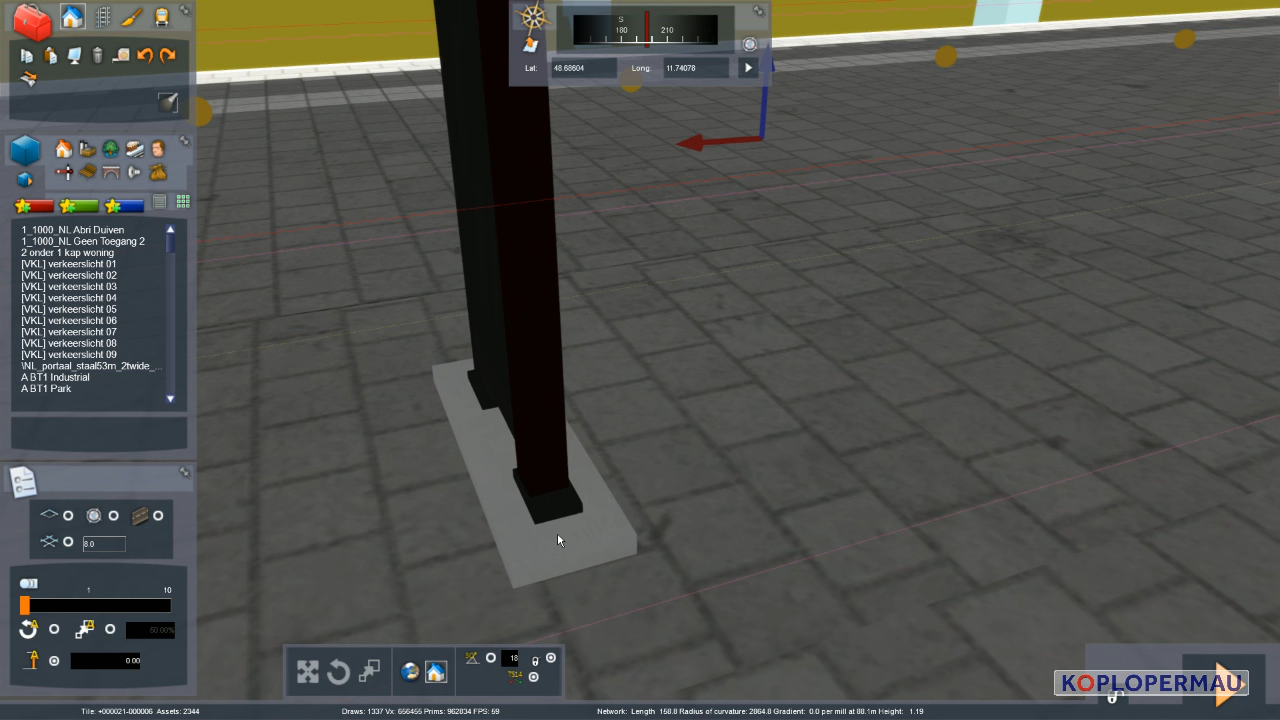 S
180 210
Lat: 48.68604 Long: 11.74078
1_1000_NL Abri Duiven
1_1000_NL Geen Toegang 2
2 onder 1 kap woning
[VKL] verkeerslicht 01
[VKL] verkeerslicht 02
[VKL] verkeerslicht 03
[VKL] verkeerslicht 04
[VKL] verkeerslicht 05
[VKL] verkeerslicht 06
[VKL] verkeerslicht 07
[VKL] verkeerslicht 08
[VKL] verkeerslicht 09
\NL_portaal_staal53m_2twide_...
A BT1 Industrial
A BT1 Park
8.0
1 10
50.00%
0.00
18
KOPLOPERMAU
Tile: +000021-000006 Assets: 2344 Draws: 1337 Vx: 656455 Prims: 962834 FPS: 59 Network: Length 158.8 Radius of curvature: 2864.8 Gradient: 0.0 per mill at 88.1m Height: 1.19